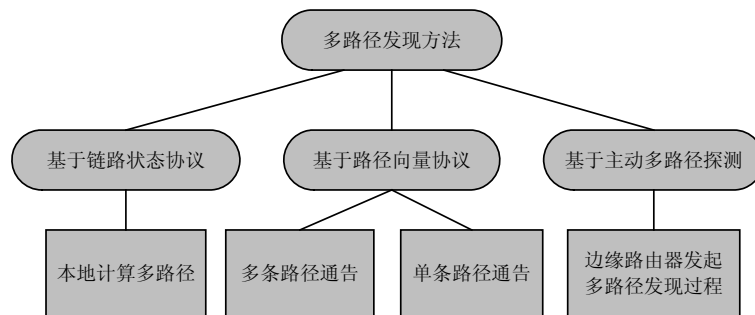 多路径发现方法
基于链路状态协议
基于路径向量协议
基于主动多路径探测
本地计算多路径
多条路径通告
单条路径通告
边缘路由器发起
多路径发现过程